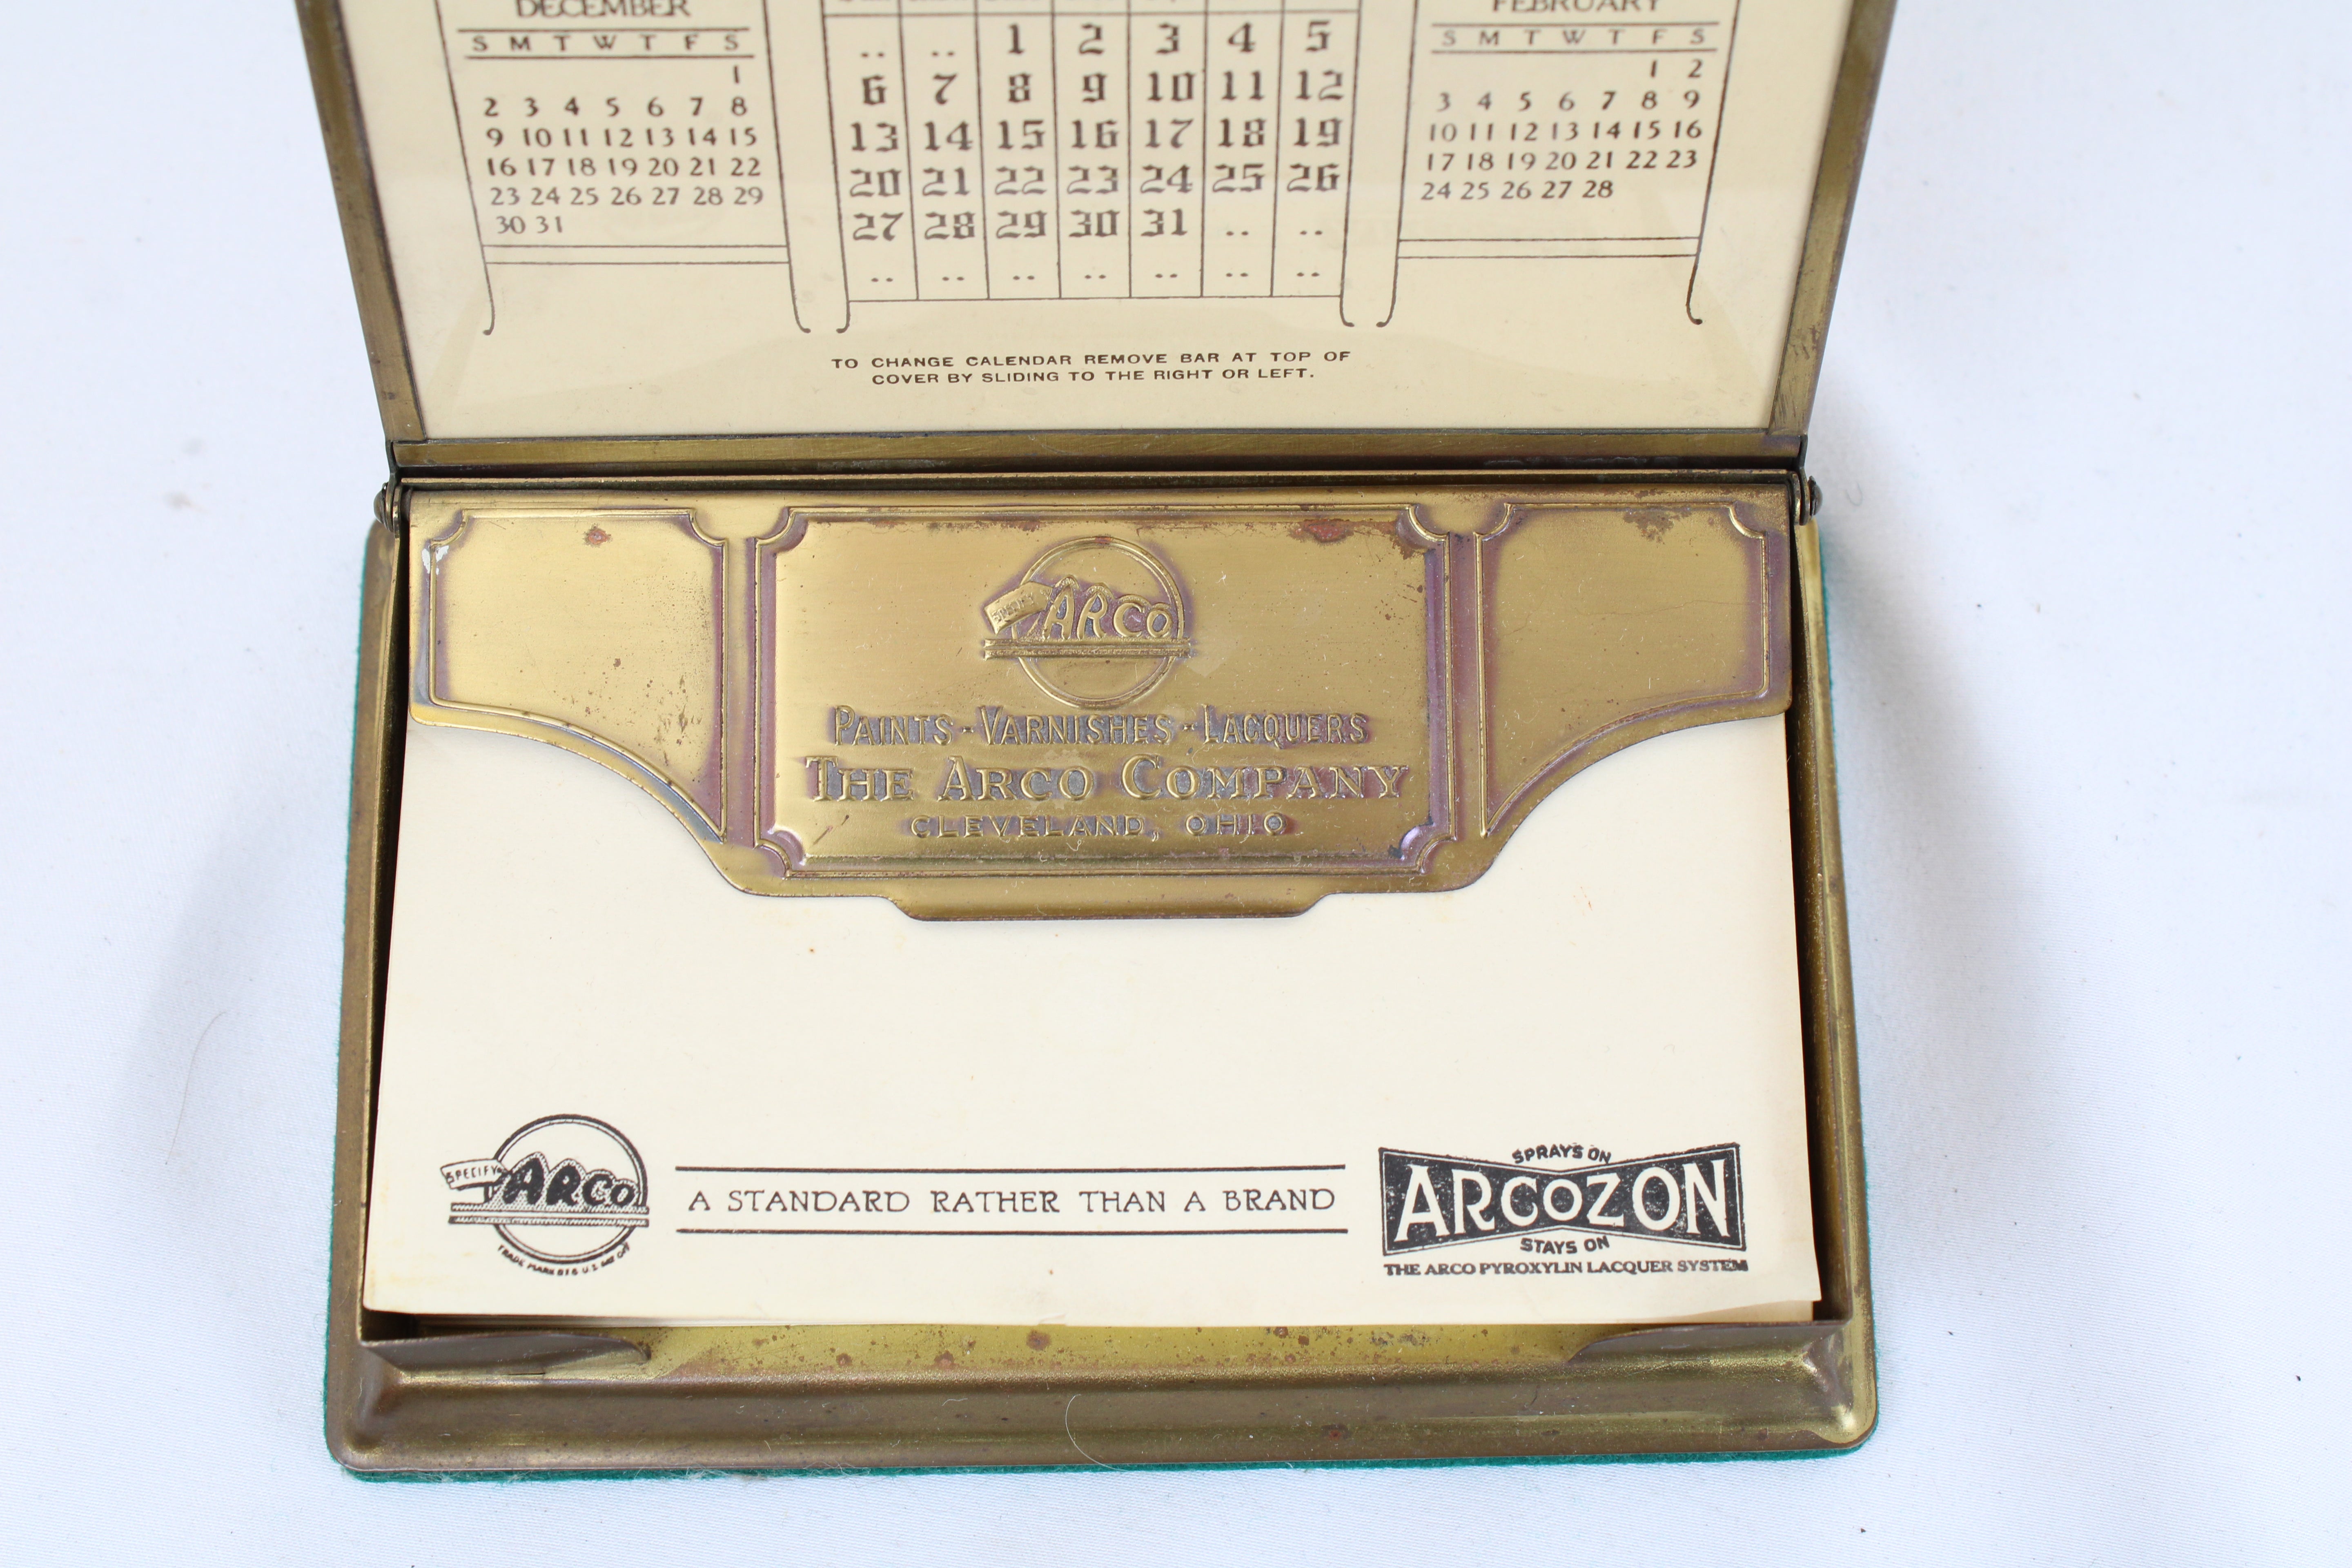 DECEMBER
S M T W T F S
1
2 3 4 5 6 7 8
9 10 11 12 13 14 15
16 17 18 19 20 21 22
23 24 25 26 27 28 29
30 31
.. .. 1 2 3 4 5
6 7 8 9 10 11 12
13 14 15 16 17 18 19
20 21 22 23 24 25 26
27 28 29 30 31 .. ..
.. .. .. .. .. .. ..
FEBRUARY
S M T W T F S
1 2
3 4 5 6 7 8 9
10 11 12 13 14 15 16
17 18 19 20 21 22 23
24 25 26 27 28
TO CHANGE CALENDAR REMOVE BAR AT TOP OF
COVER BY SLIDING TO THE RIGHT OR LEFT.
SPECIFY ARCO
PAINTS - VARNISHES - LACQUERS
THE ARCO COMPANY
CLEVELAND, OHIO
SPECIFY ARCO
TRADE MARK REG U.S. PAT OFF
A STANDARD RATHER THAN A BRAND
SPRAYS ON
ARCOZON
STAYS ON
THE ARCO PYROXYLIN LACQUER SYSTEM